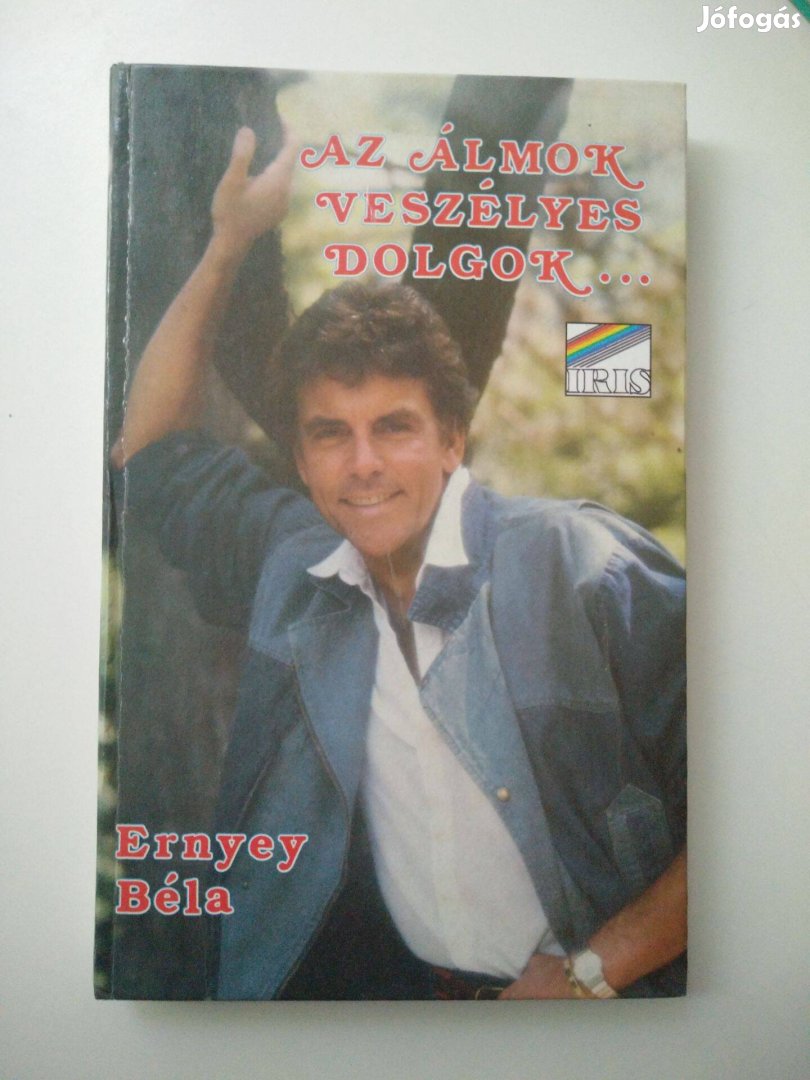 Jófogás
AZ ÁLMOK
VESZÉLYES
DOLGOK...
IRIS
Ernyey
Béla